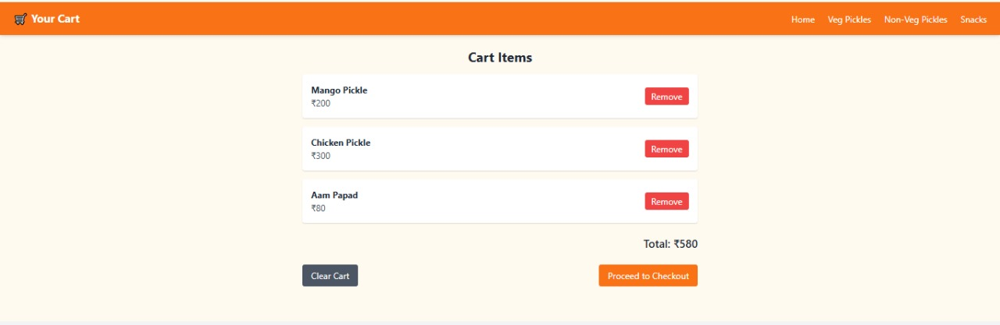 🛒 Your Cart
Home Veg Pickles Non-Veg Pickles Snacks
Cart Items
Mango Pickle
₹200
Remove
Chicken Pickle
₹300
Remove
Aam Papad
₹80
Remove
Total: ₹580
Clear Cart
Proceed to Checkout